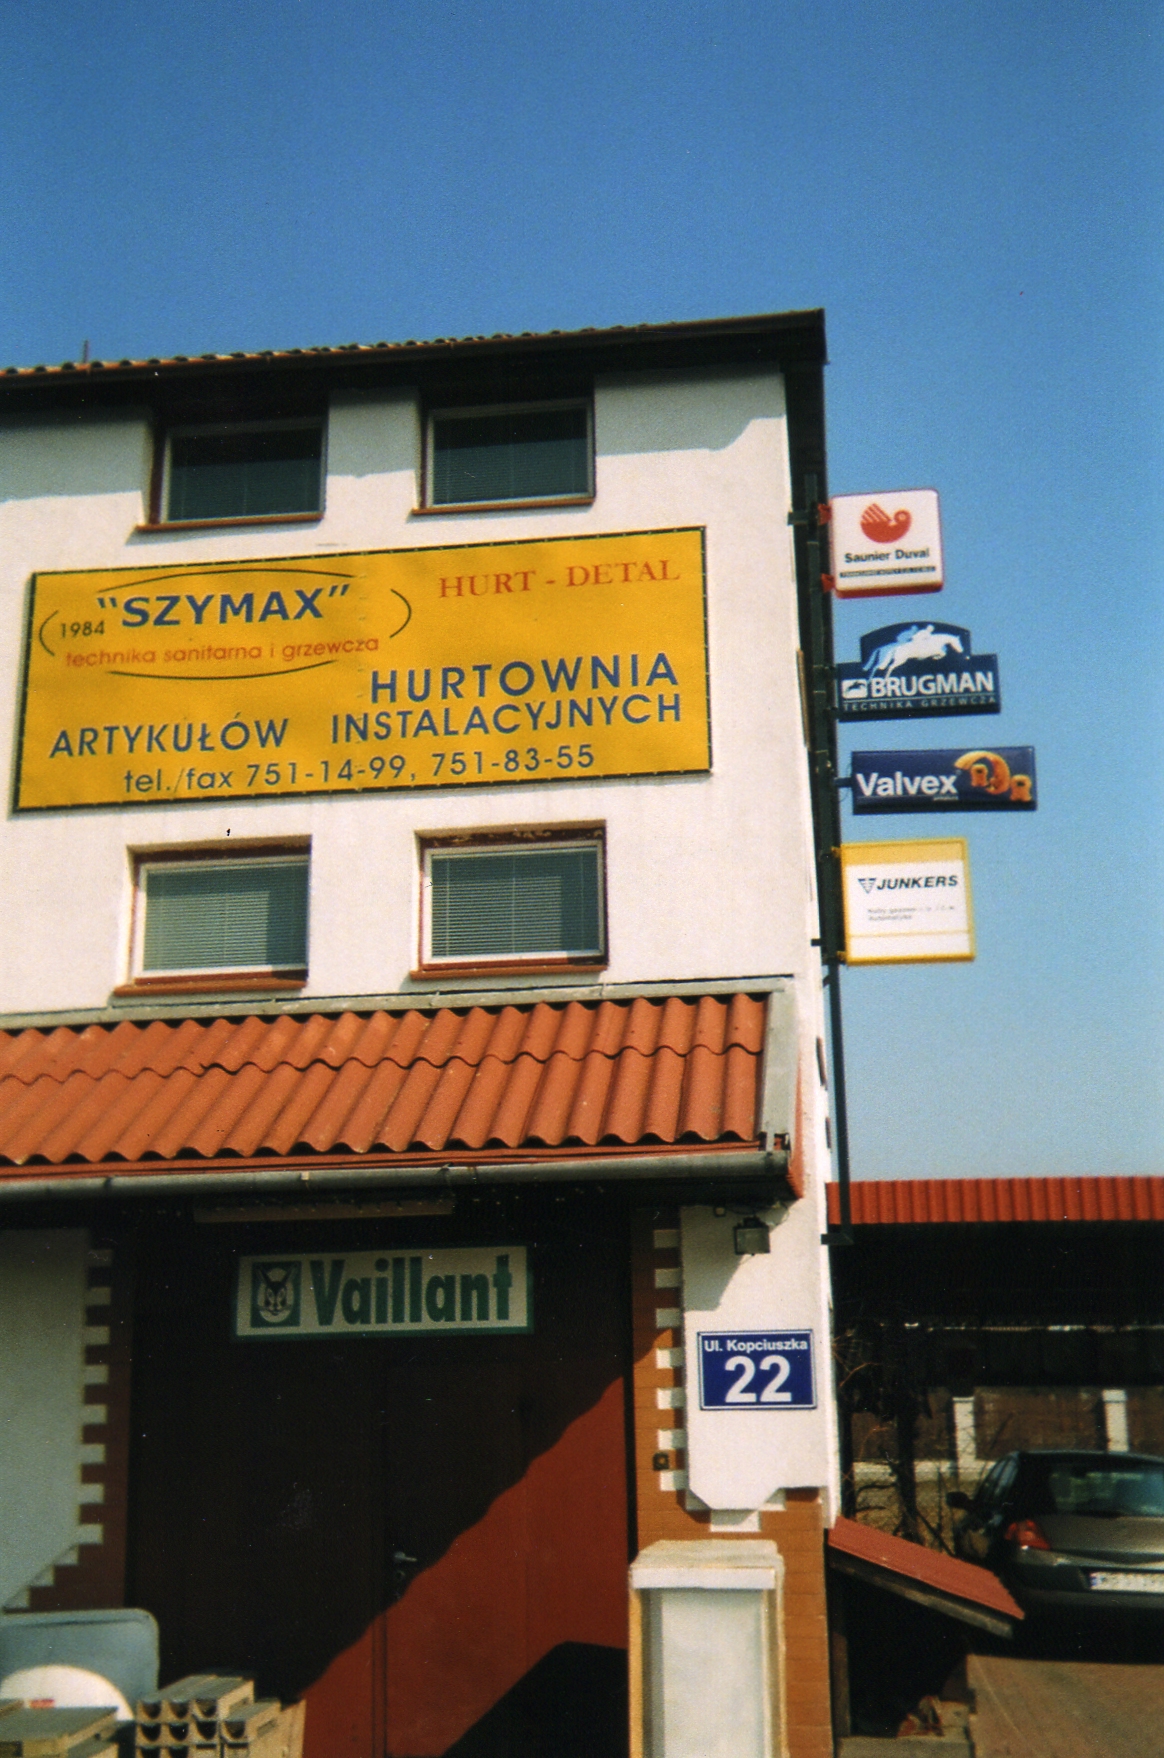 1984 "SZYMAX"
technika sanitarna i grzewcza
HURT - DETAL
HURTOWNIA
ARTYKUŁÓW INSTALACYJNYCH
tel./fax 751-14-99, 751-83-55
Saunier Duval
BRUGMAN
TECHNIKA GRZEWCZA
Valvex
JUNKERS
Vaillant
Ul. Kopciuszka
22